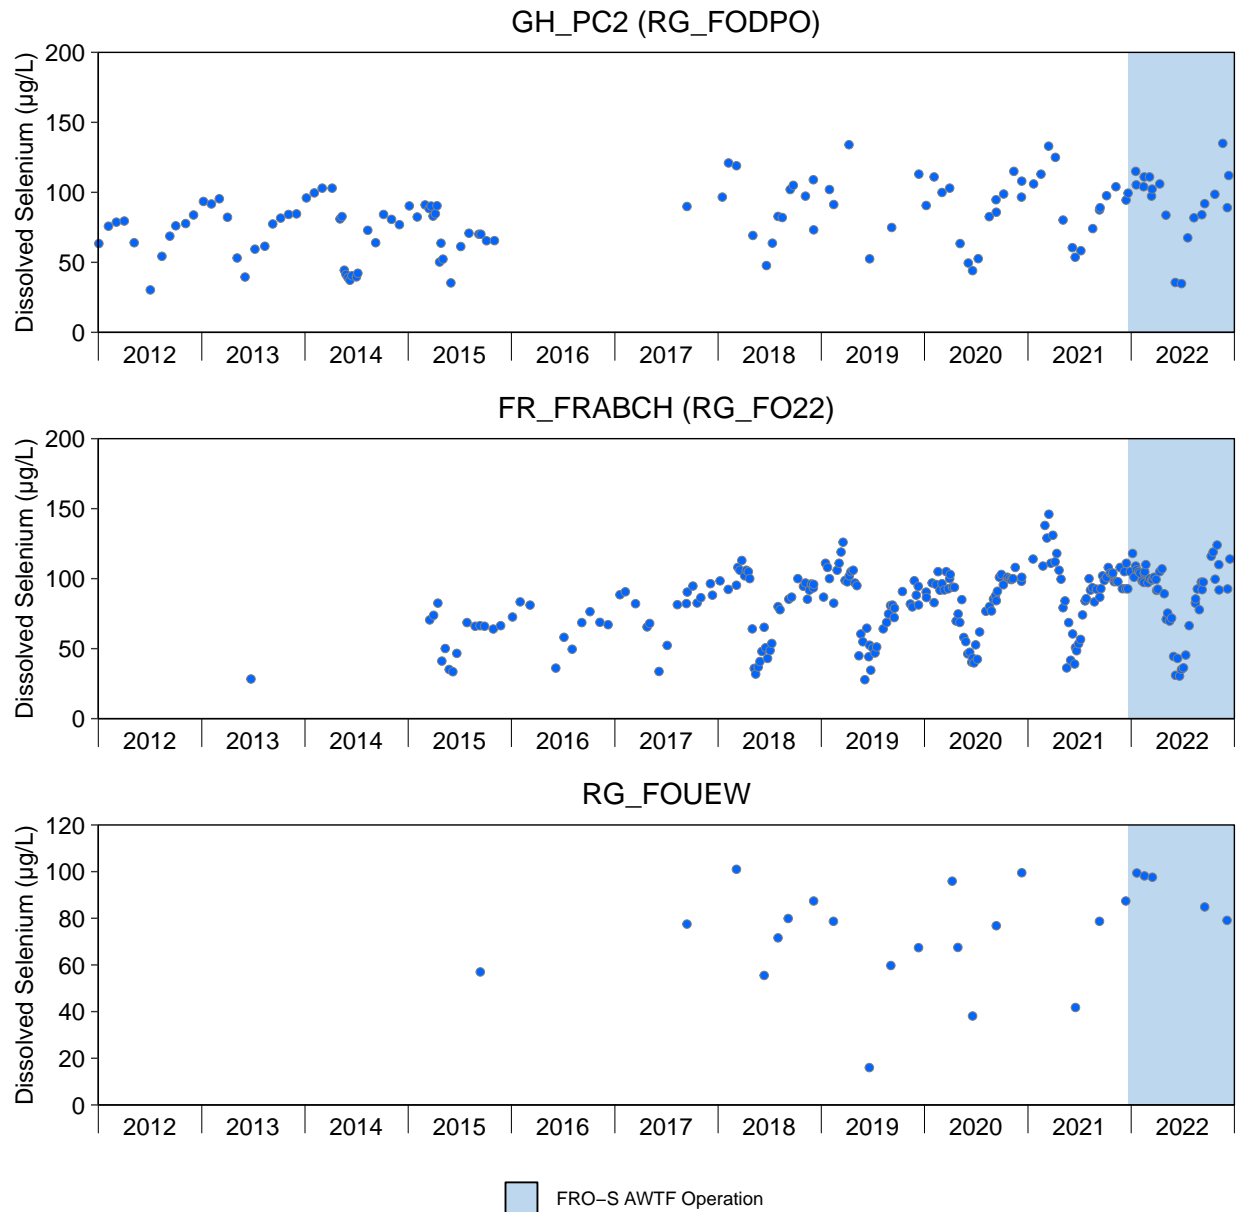 GH_PC2 (RG_FODPO)
Dissolved Selenium (µg/L)
200
150
100
50
0
2012 2013 2014 2015 2016 2017 2018 2019 2020 2021 2022
FR_FRABCH (RG_FO22)
Dissolved Selenium (µg/L)
200
150
100
50
0
2012 2013 2014 2015 2016 2017 2018 2019 2020 2021 2022
RG_FOUEW
Dissolved Selenium (µg/L)
120
100
80
60
40
20
0
2012 2013 2014 2015 2016 2017 2018 2019 2020 2021 2022
FRO−S AWTF Operation